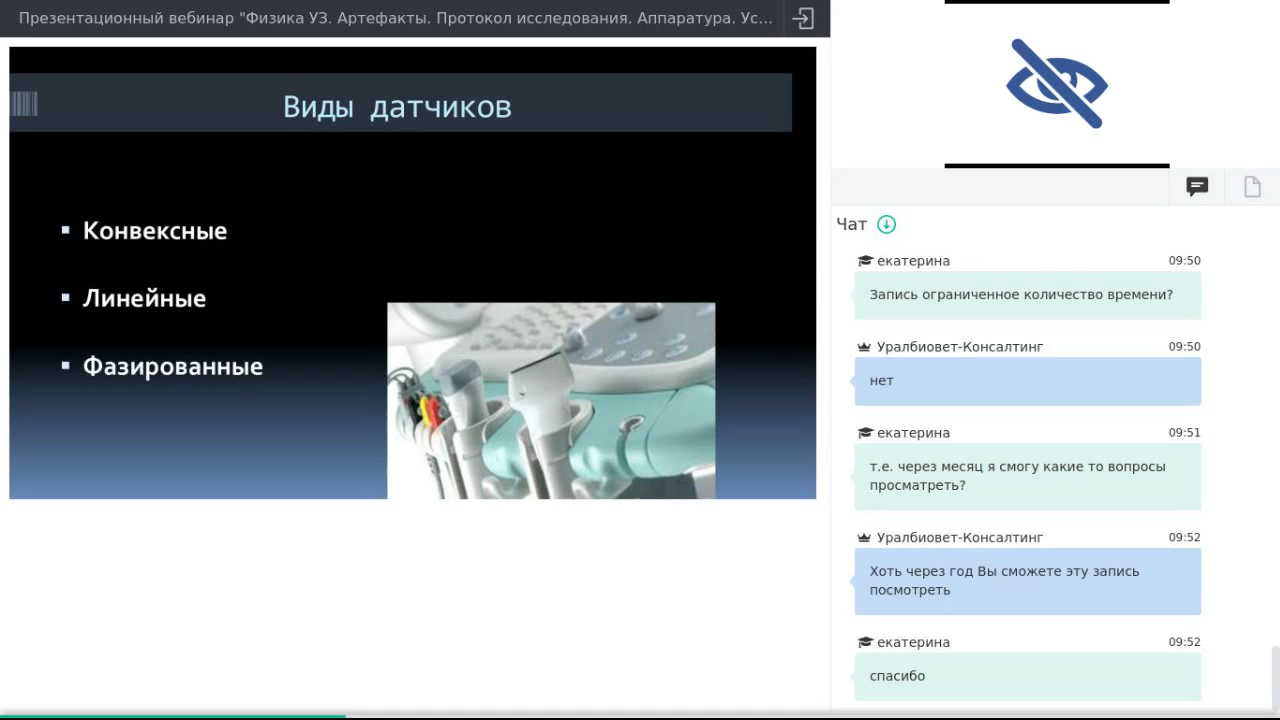 Презентационный вебинар "Физика УЗ. Артефакты. Протокол исследования. Аппаратура. Ус...
Виды датчиков
Конвексные
Линейные
Фазированные
Чат
екатерина 09:50
Запись ограниченное количество времени?
Уралбиовет-Консалтинг 09:50
нет
екатерина 09:51
т.е. через месяц я смогу какие то вопросы
просматреть?
Уралбиовет-Консалтинг 09:52
Хоть через год Вы сможете эту запись
посмотреть
екатерина 09:52
спасибо